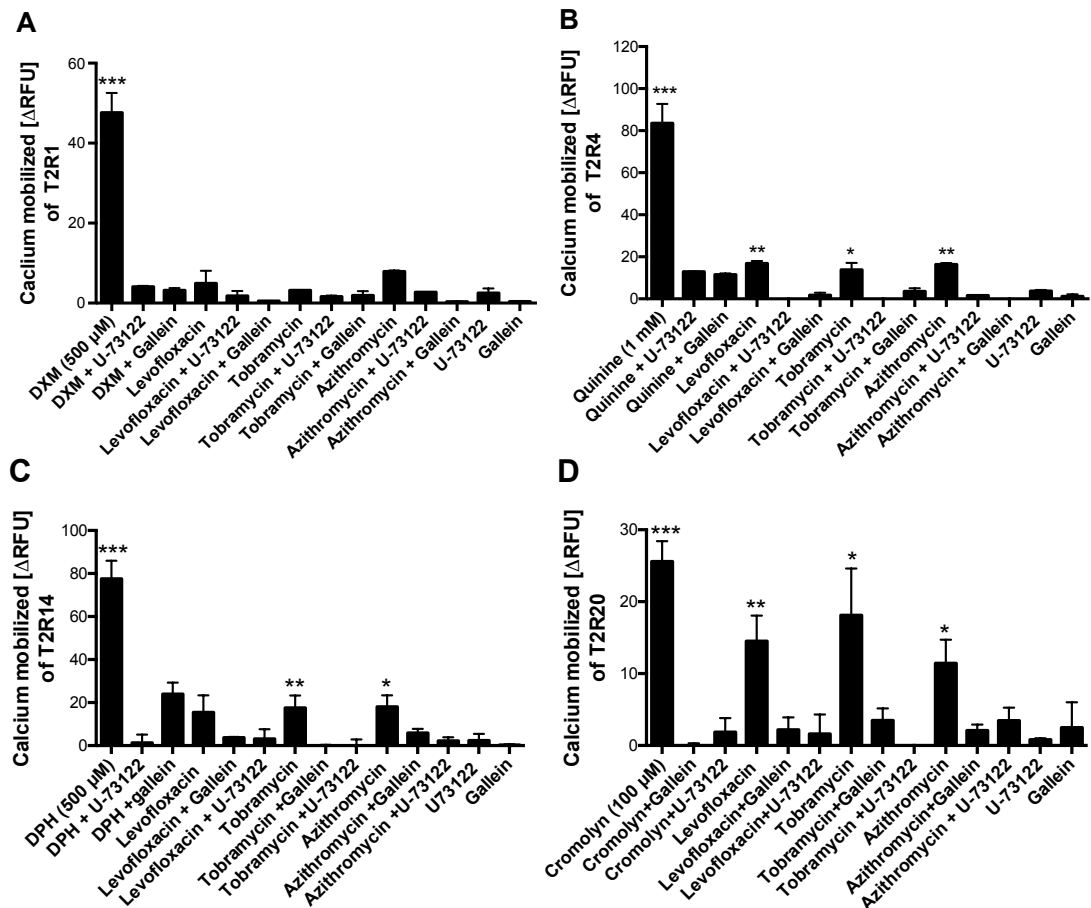 A
Caclium mobilized [ΔRFU]
of T2R1
60
40
20
0
***
DXM (500 µM)
DXM + U-73122
DXM + Gallein
Levofloxacin
Levofloxacin + U-73122
Levofloxacin + Gallein
Tobramycin
Tobramycin + U-73122
Tobramycin + Gallein
Azithromycin
Azithromycin + U-73122
Azithromycin + Gallein
U-73122
Gallein
B
Calcium mobilized [ΔRFU]
of T2R4
120
100
80
60
40
20
0
***
**
*
**
Quinine (1 mM)
Quinine + U-73122
Quinine + Gallein
Levofloxacin
Levofloxacin + U-73122
Levofloxacin + Gallein
Tobramycin
Tobramycin + U-73122
Tobramycin + Gallein
Azithromycin
Azithromycin + U-73122
Azithromycin + Gallein
U-73122
Gallein
C
Calcium mobilized [ΔRFU]
of T2R14
100
80
60
40
20
0
***
**
*
DPH (500 µM)
DPH + U-73122
DPH +gallein
Levofloxacin
Levofloxacin + Gallein
Levofloxacin + U-73122
Tobramycin
Tobramycin +Gallein
Tobramycin +U-73122
Azithromycin
Azithromycin +Gallein
Azithromycin +U-73122
U73122
Gallein
D
Calcium mobilized [ΔRFU]
of T2R20
30
20
10
0
***
**
*
*
Cromolyn (100 µM)
Cromolyn+Gallein
Cromolyn+U-73122
Levofloxacin
Levofloxacin+Gallein
Levofloxacin+U-73122
Tobramycin
Tobramycin+Gallein
Tobramycin +U-73122
Azithromycin
Azithromycin+Gallein
Azithromycin + U-73122
U-73122
Gallein